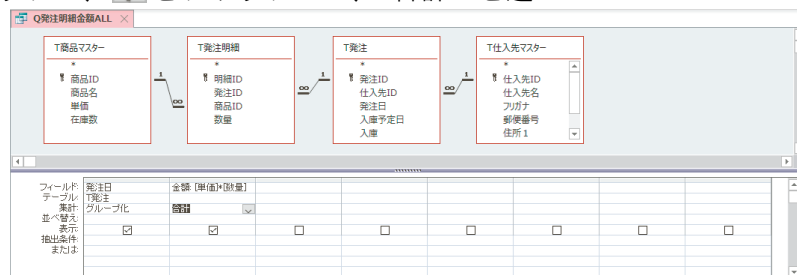 Q発注明細金額ALL
T商品マスター
*
商品ID
商品名
単価
在庫数
T発注明細
*
明細ID
発注ID
商品ID
数量
T発注
*
発注ID
仕入先ID
発注日
入庫予定日
入庫
T仕入先マスター
*
仕入先ID
仕入先名
フリガナ
郵便番号
住所1
1
∞
∞
1
∞
1
フィールド: 発注日 金額: [単価]*[数量]
テーブル: T発注
集計: グループ化 合計
並べ替え:
表示:
抽出条件:
または: